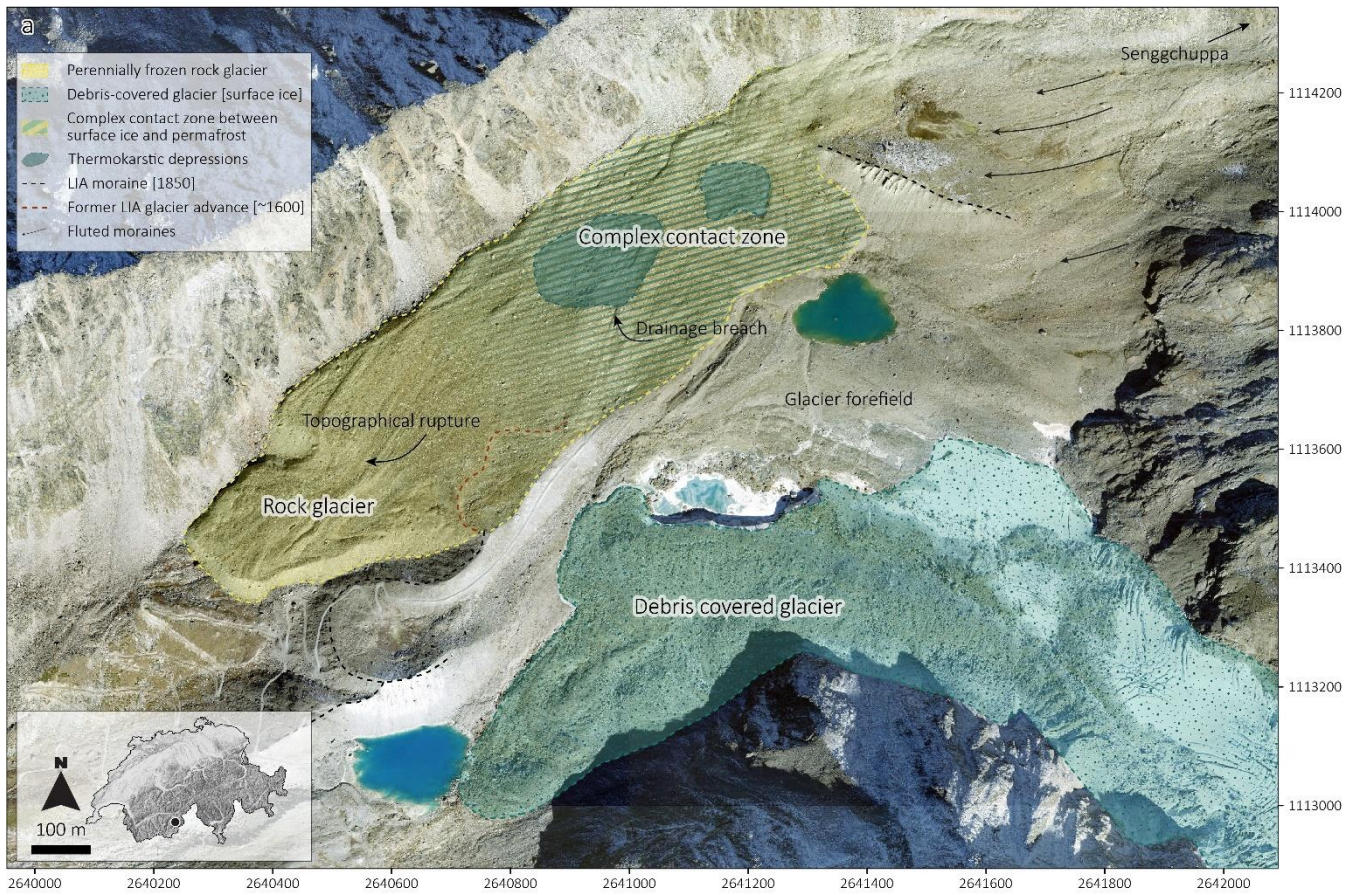 a
Senggchuppa
Perennially frozen rock glacier
Debris-covered glacier [surface ice]
Complex contact zone between
surface ice and permafrost
Thermokarstic depressions
LIA moraine [1850]
Former LIA glacier advance [~1600]
Fluted moraines
1114200
1114000
Complex contact zone
Drainage breach
1113800
Glacier forefield
Topographical rupture
1113600
Rock glacier
1113400
Debris covered glacier
1113200
N
100 m
1113000
2640000 2640200 2640400 2640600 2640800 2641000 2641200 2641400 2641600 2641800 2642000